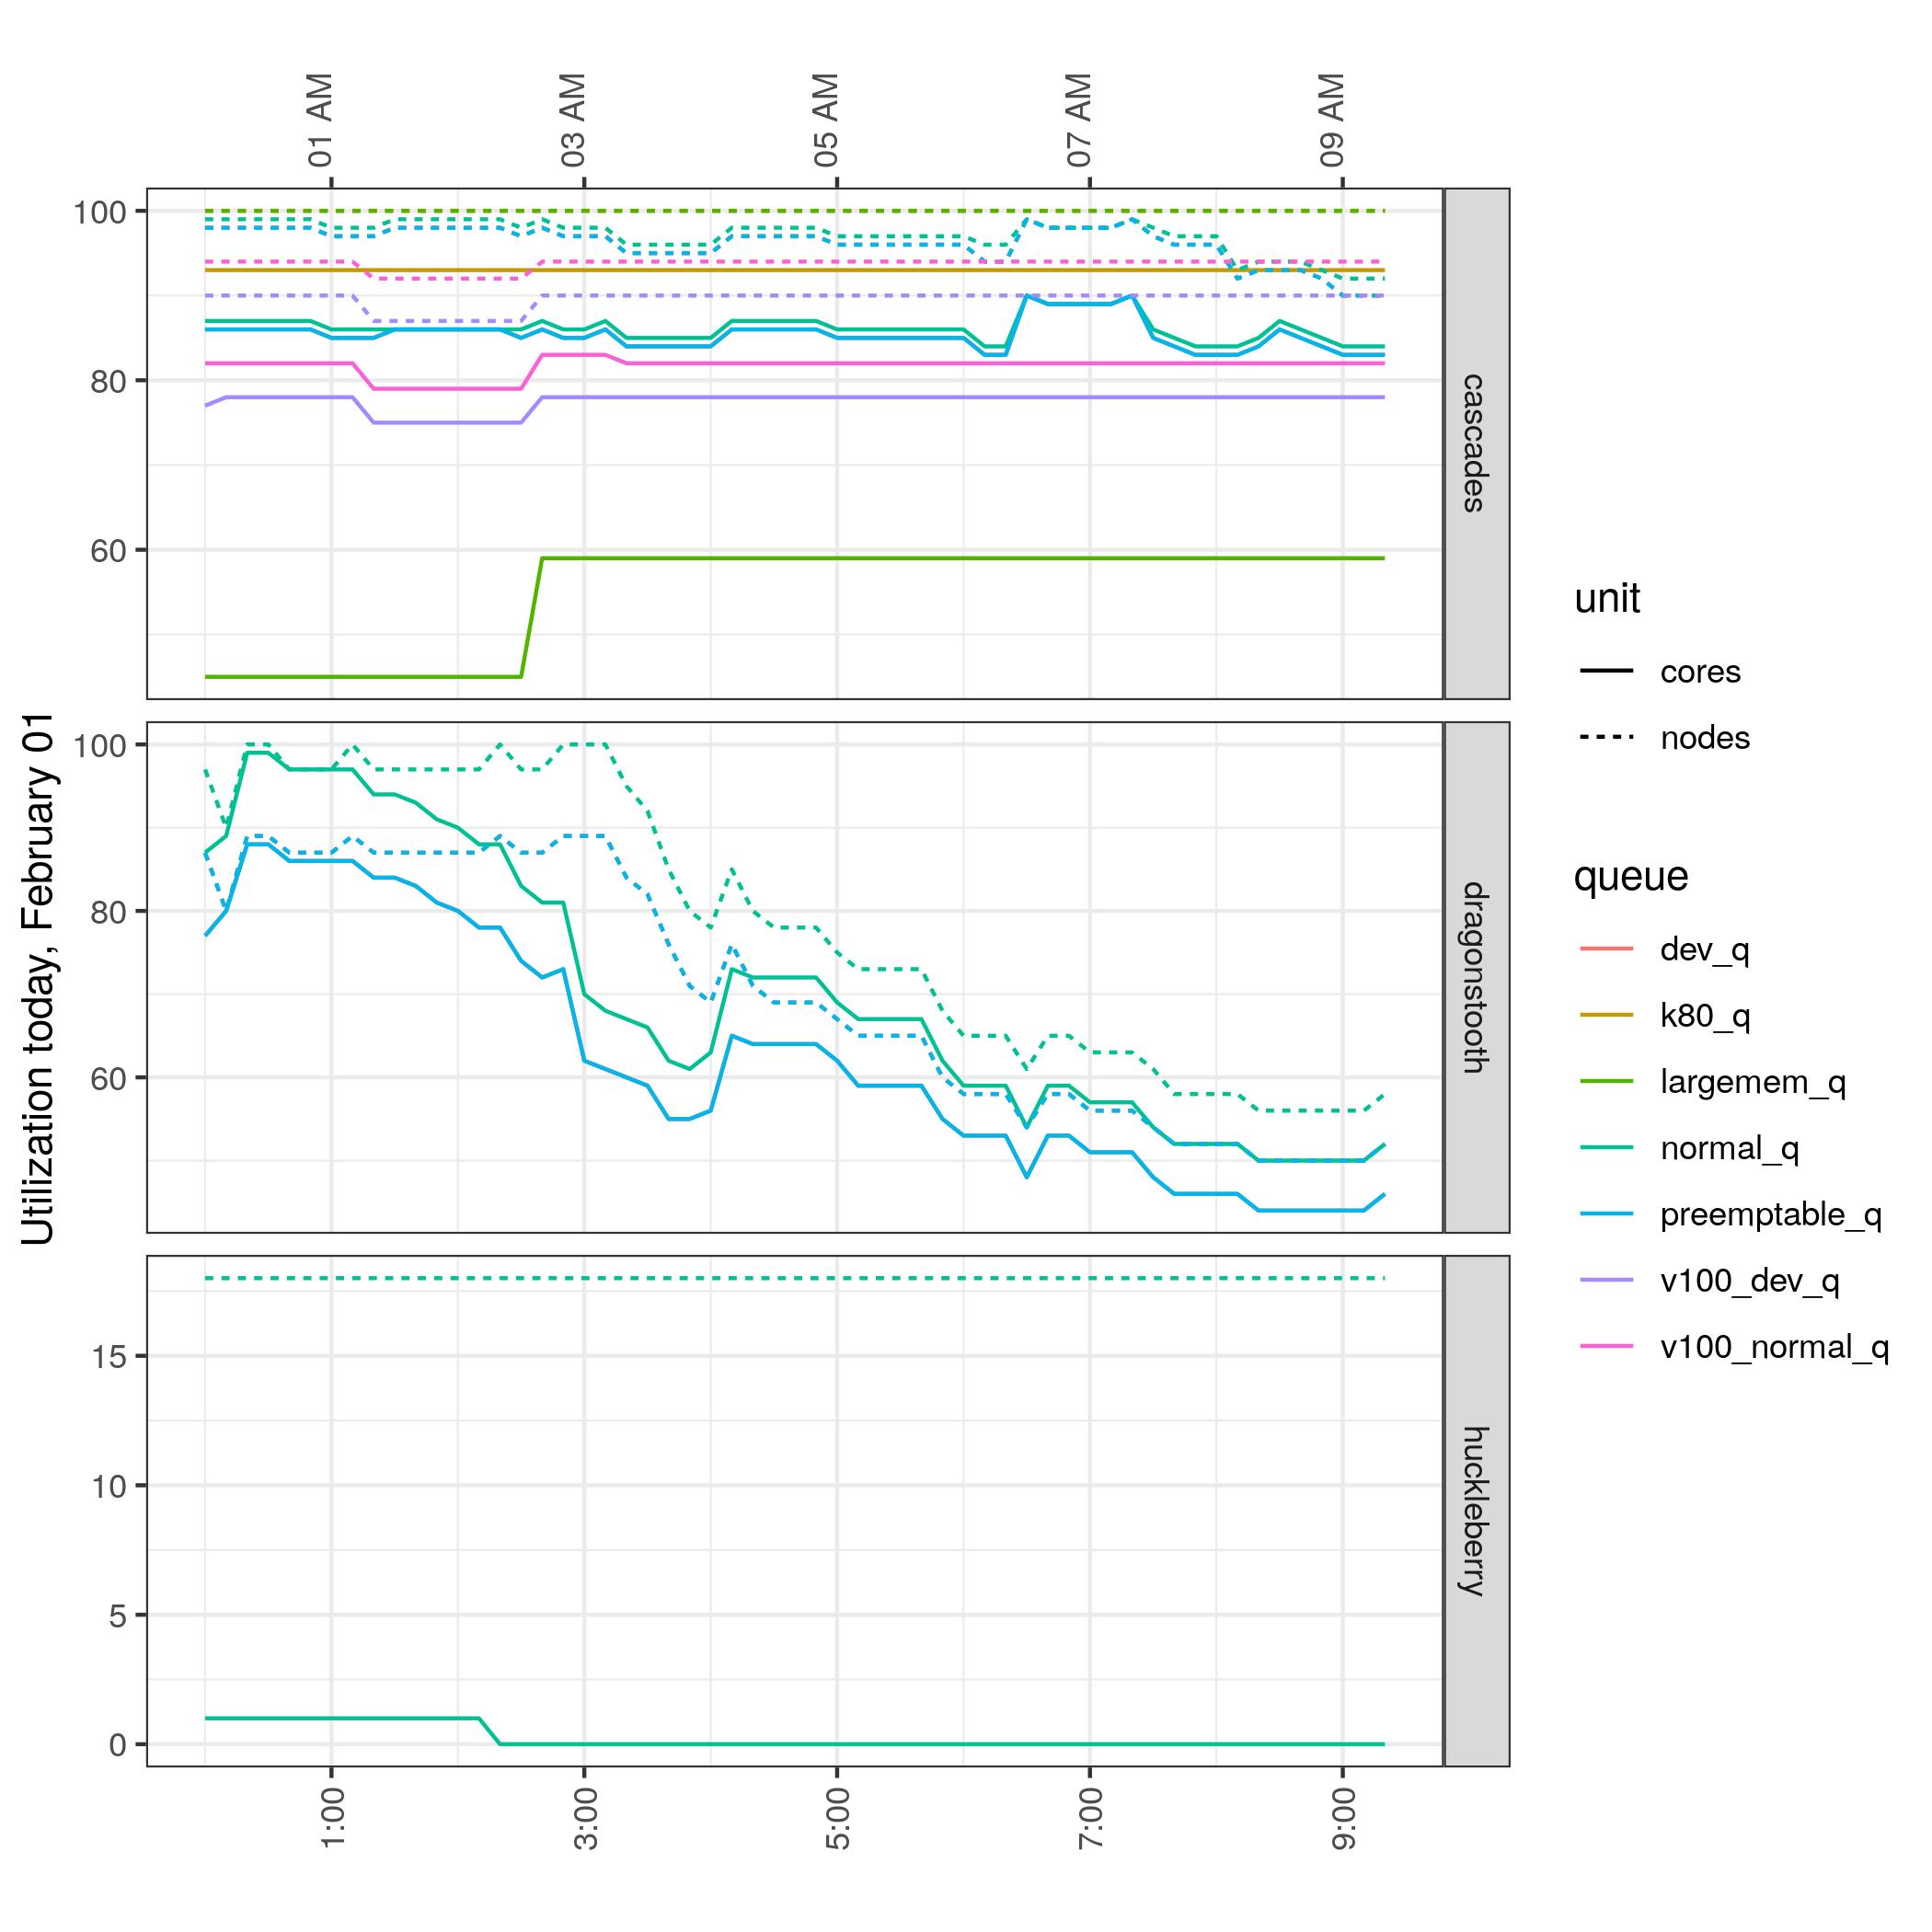 01 AM
03 AM
05 AM
07 AM
09 AM
100
80
60
cascades
100
80
60
dragonstooth
15
10
5
0
huckleberry
1:00
3:00
5:00
7:00
9:00
Utilization today, February 01
unit
cores
nodes
queue
dev_q
k80_q
largemem_q
normal_q
preemptable_q
v100_dev_q
v100_normal_q